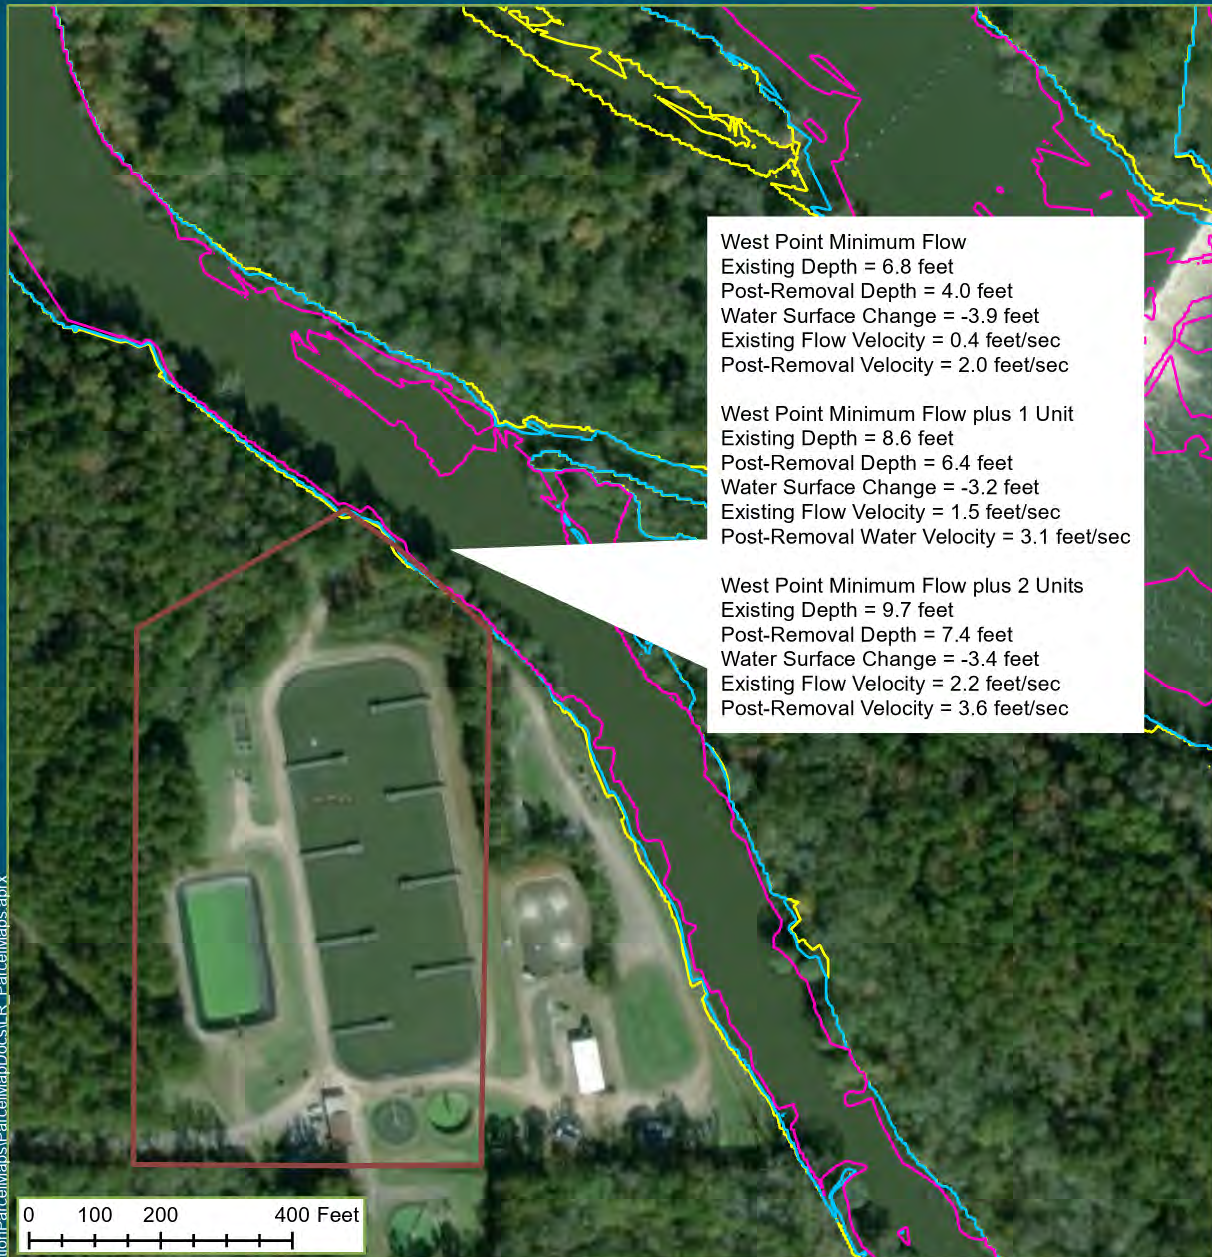 West Point Minimum Flow
Existing Depth = 6.8 feet
Post-Removal Depth = 4.0 feet
Water Surface Change = -3.9 feet
Existing Flow Velocity = 0.4 feet/sec
Post-Removal Velocity = 2.0 feet/sec
West Point Minimum Flow plus 1 Unit
Existing Depth = 8.6 feet
Post-Removal Depth = 6.4 feet
Water Surface Change = -3.2 feet
Existing Flow Velocity = 1.5 feet/sec
Post-Removal Water Velocity = 3.1 feet/sec
West Point Minimum Flow plus 2 Units
Existing Depth = 9.7 feet
Post-Removal Depth = 7.4 feet
Water Surface Change = -3.4 feet
Existing Flow Velocity = 2.2 feet/sec
Post-Removal Velocity = 3.6 feet/sec
0 100 200 400 Feet